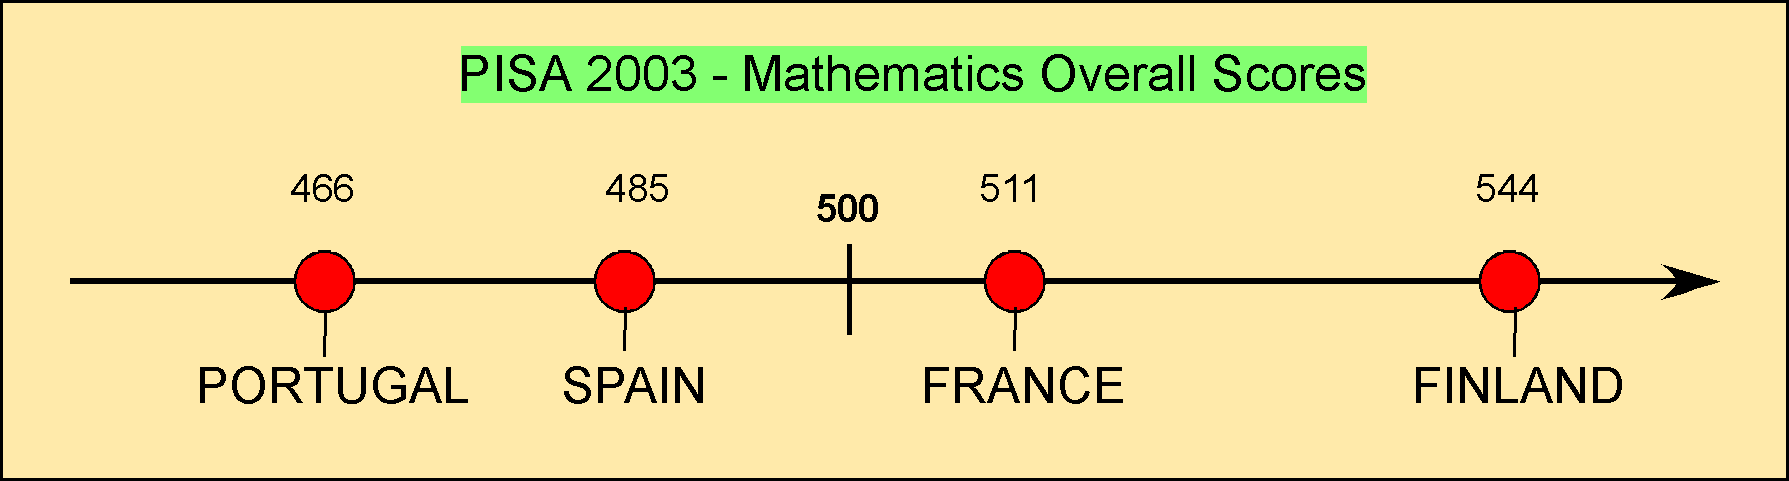 PISA 2003 - Mathematics Overall Scores
466 485 500 511 544
PORTUGAL SPAIN FRANCE FINLAND